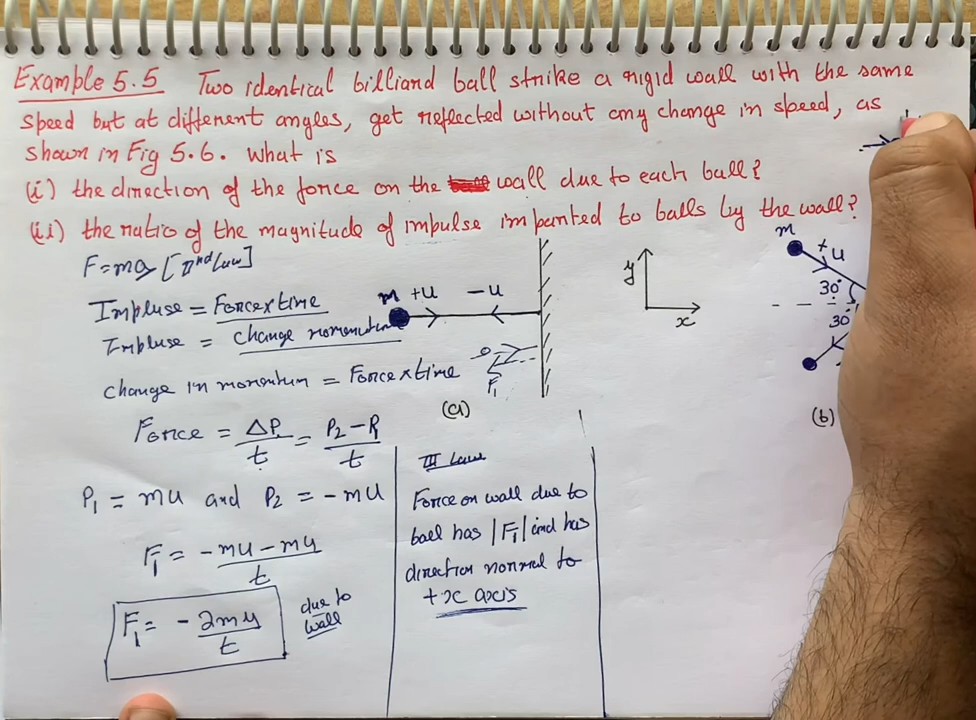 Example 5.5 Two identical billiard ball strike a rigid wall with the same
speed but at different angles, get reflected without any change in speed, as
shown in Fig 5.6. What is
(i) the direction of the force on the wall due to each ball?
(ii) the ratio of the magnitude of impulse imparted to balls by the wall?
F=ma [IInd Law]
Impluse = Force×time
Impluse = change momentum
change in momentum = Force×time
m +u -u
F₁
(a)
y
x
m
+u
30°
30°
(b)
Force = ΔP/t = P₂-P₁/t
P₁ = mu and P₂ = -mu
F₁ = -mu-mu/t
F₁ = -2mu/t
due to
wall
III Law
Force on wall due to
ball has |F₁| and has
direction normal to
+x axis